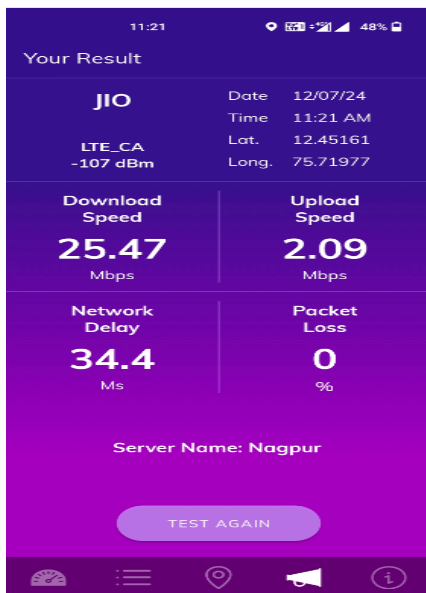 11:21
48%
Your Result
JIO
LTE_CA
-107 dBm
Date 12/07/24
Time 11:21 AM
Lat. 12.45161
Long. 75.71977
Download
Speed
25.47
Mbps
Upload
Speed
2.09
Mbps
Network
Delay
34.4
Ms
Packet
Loss
0
%
Server Name: Nagpur
TEST AGAIN